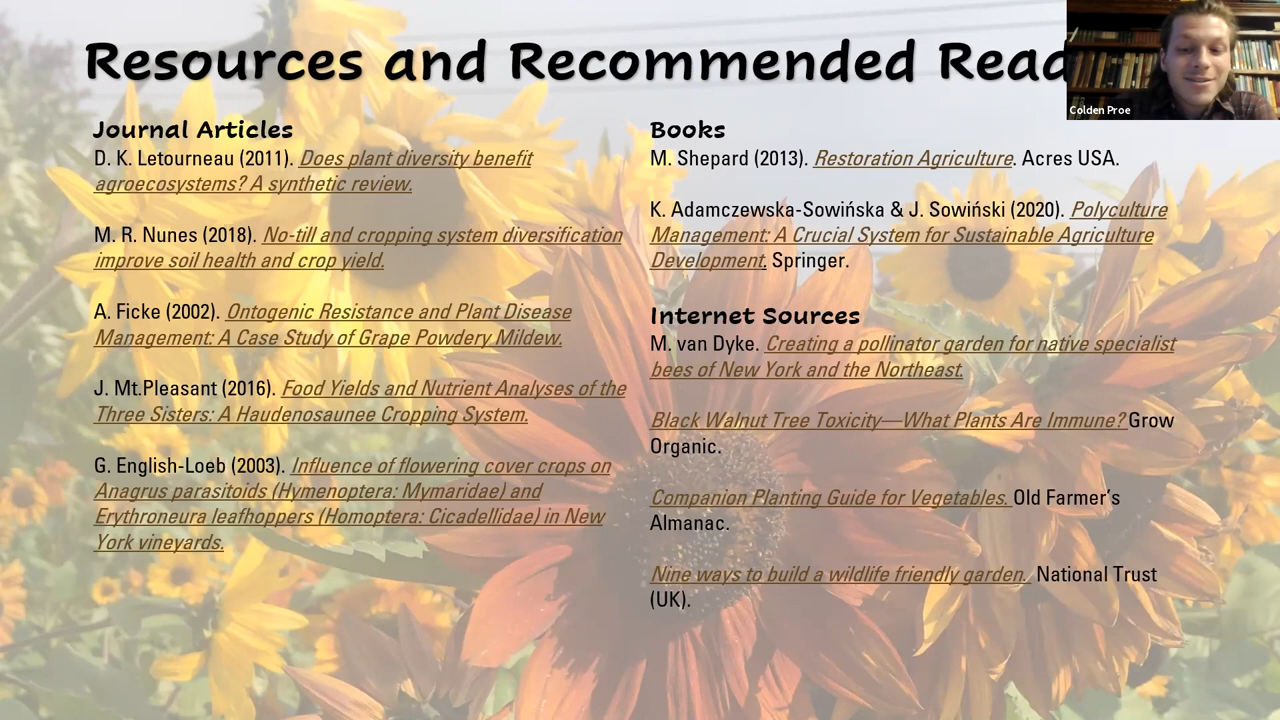 Resources and Recommended Read
Colden Proe
Journal Articles
D. K. Letourneau (2011). Does plant diversity benefit
agroecosystems? A synthetic review.
M. R. Nunes (2018). No-till and cropping system diversification
improve soil health and crop yield.
A. Ficke (2002). Ontogenic Resistance and Plant Disease
Management: A Case Study of Grape Powdery Mildew.
J. Mt.Pleasant (2016). Food Yields and Nutrient Analyses of the
Three Sisters: A Haudenosaunee Cropping System.
G. English-Loeb (2003). Influence of flowering cover crops on
Anagrus parasitoids (Hymenoptera: Mymaridae) and
Erythroneura leafhoppers (Homoptera: Cicadellidae) in New
York vineyards.
Books
M. Shepard (2013). Restoration Agriculture. Acres USA.
K. Adamczewska-Sowińska & J. Sowiński (2020). Polyculture
Management: A Crucial System for Sustainable Agriculture
Development. Springer.
Internet Sources
M. van Dyke. Creating a pollinator garden for native specialist
bees of New York and the Northeast.
Black Walnut Tree Toxicity—What Plants Are Immune? Grow
Organic.
Companion Planting Guide for Vegetables. Old Farmer's
Almanac.
Nine ways to build a wildlife friendly garden. National Trust
(UK).